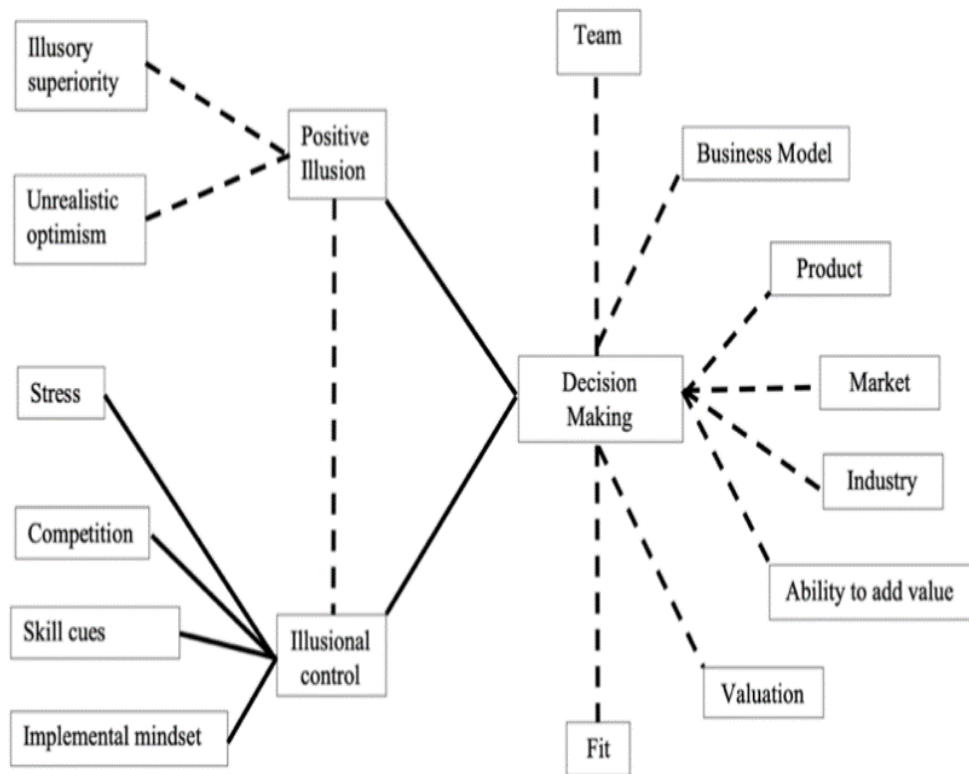 Illusory
superiority
Unrealistic
optimism
Positive
Illusion
Stress
Competition
Skill cues
Implemental mindset
Illusional
control
Decision
Making
Team
Business Model
Product
Market
Industry
Ability to add value
Valuation
Fit